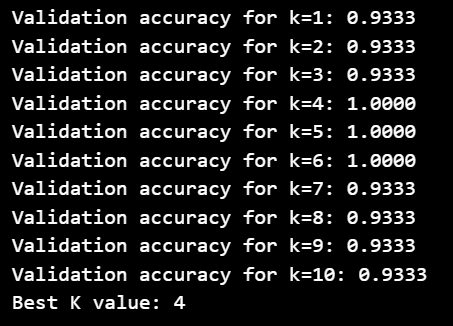 Validation accuracy for k=1: 0.9333
Validation accuracy for k=2: 0.9333
Validation accuracy for k=3: 0.9333
Validation accuracy for k=4: 1.0000
Validation accuracy for k=5: 1.0000
Validation accuracy for k=6: 1.0000
Validation accuracy for k=7: 0.9333
Validation accuracy for k=8: 0.9333
Validation accuracy for k=9: 0.9333
Validation accuracy for k=10: 0.9333
Best K value: 4